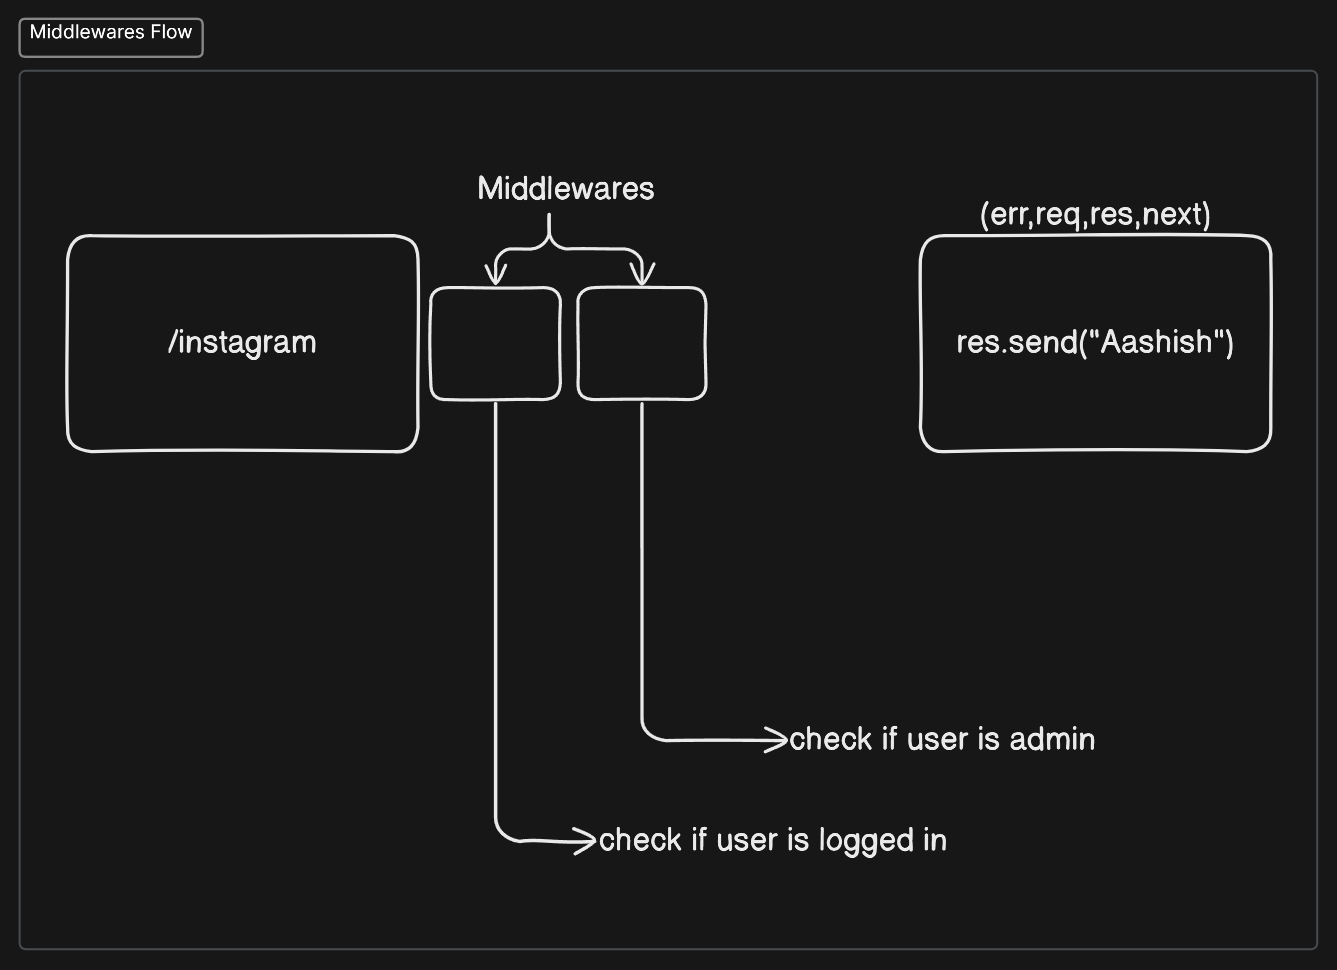 Middlewares Flow
Middlewares
(err,req,res,next)
/instagram
res.send("Aashish")
check if user is admin
check if user is logged in